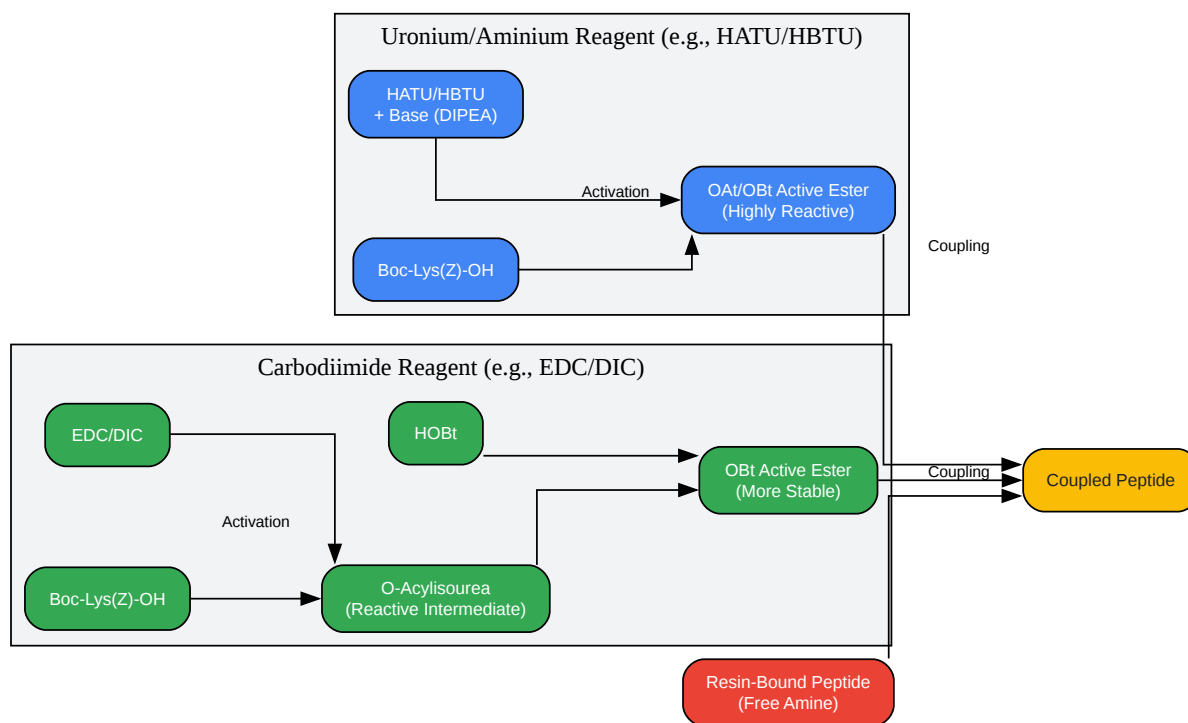 Uronium/Aminium Reagent (e.g., HATU/HBTU)
HATU/HBTU
+ Base (DIPEA)
Activation
OAt/OBt Active Ester
(Highly Reactive)
Boc-Lys(Z)-OH
Coupling
Carbodiimide Reagent (e.g., EDC/DIC)
EDC/DIC
HOBt
OBt Active Ester
(More Stable)
Coupling
Coupled Peptide
Activation
Boc-Lys(Z)-OH
O-Acylisourea
(Reactive Intermediate)
Resin-Bound Peptide
(Free Amine)